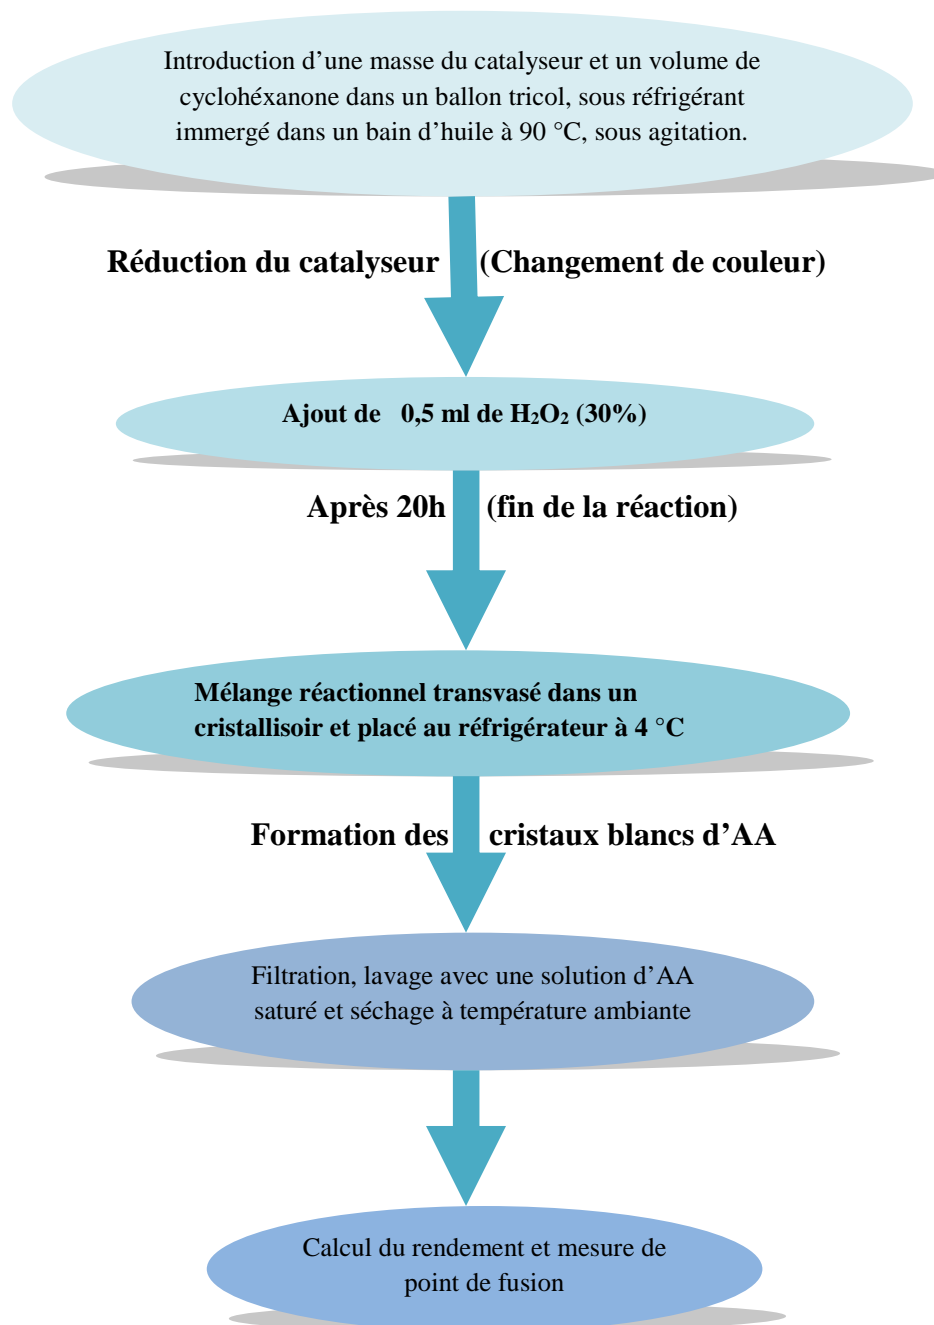 Introduction d’une masse du catalyseur et un volume de
cyclohéxanone dans un ballon tricol, sous réfrigérant
immergé dans un bain d’huile à 90 °C, sous agitation.
Réduction du catalyseur (Changement de couleur)
Ajout de 0,5 ml de H₂O₂ (30%)
Après 20h (fin de la réaction)
Mélange réactionnel transvasé dans un
cristallisoir et placé au réfrigérateur à 4 °C
Formation des cristaux blancs d’AA
Filtration, lavage avec une solution d’AA
saturé et séchage à température ambiante
Calcul du rendement et mesure de
point de fusion